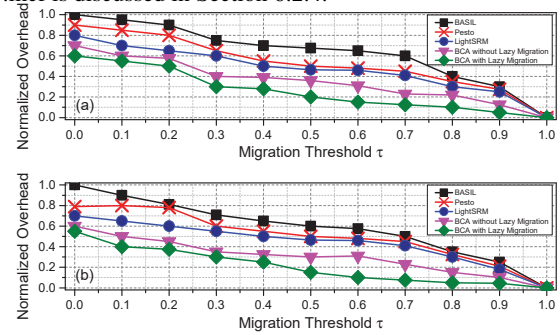 is discussed in Section 6.2.4.
1.0
0.8
0.6
0.4
0.2
0.0
Normalized Overhead
(a)
BASIL
Pesto
LightSRM
BCA without Lazy Migration
BCA with Lazy Migration
0.0 0.1 0.2 0.3 0.4 0.5 0.6 0.7 0.8 0.9 1.0
Migration Threshold τ
1.0
0.8
0.6
0.4
0.2
0.0
Normalized Overhead
(b)
BASIL
Pesto
LightSRM
BCA without Lazy Migration
BCA with Lazy Migration
0.0 0.1 0.2 0.3 0.4 0.5 0.6 0.7 0.8 0.9 1.0
Migration Threshold τ